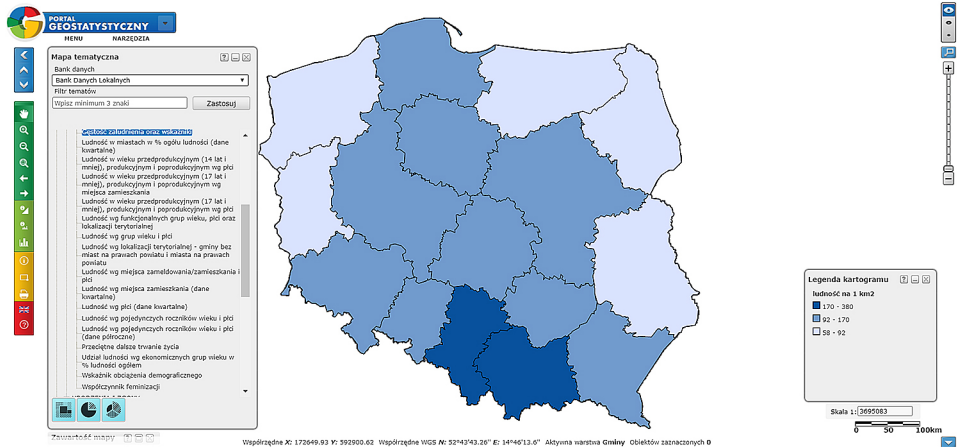 PORTAL
GEOSTATYSTYCZNY
MENU NARZĘDZIA
Mapa tematyczna
Bank danych
Bank Danych Lokalnych
Filtr tematów
Wpisz minimum 3 znaki Zastosuj
Gęstość zaludnienia oraz wskaźniki
Ludność w miastach w % ogółu ludności (dane
kwartalne)
Ludność w wieku przedprodukcyjnym (14 lat i
mniej), produkcyjnym i poprodukcyjnym wg płci
Ludność w wieku przedprodukcyjnym (17 lat i
mniej), produkcyjnym i poprodukcyjnym wg
miejsca zamieszkania
Ludność w wieku przedprodukcyjnym (17 lat i
mniej), produkcyjnym i poprodukcyjnym wg płci
Ludność wg funkcjonalnych grup wieku, płci oraz
lokalizacji terytorialnej
Ludność wg grup wieku i płci
Ludność wg lokalizacji terytorialnej - gminy bez
miast na prawach powiatu i miasta na prawach
powiatu
Ludność wg miejsca zameldowania/zamieszkania i
płci
Ludność wg miejsca zamieszkania (dane
kwartalne)
Ludność wg płci (dane kwartalne)
Ludność wg pojedynczych roczników wieku i płci
Ludność wg pojedynczych roczników wieku i płci
(dane półroczne)
Przeciętne dalsze trwanie życia
Udział ludności wg ekonomicznych grup wieku w
% ludności ogółem
Wskaźnik obciążenia demograficznego
Współczynnik feminizacji
Zawartość mapy
Legenda kartogramu
ludność na 1 km2
170 - 380
92 - 170
58 - 92
Skala 1: 3695083
0 50 100km
Współrzędne X: 172649.93 Y: 592900.62 Współrzędne WGS N: 52°43'43.26" E: 14°46'13.6" Aktywna warstwa Gminy Obiektów zaznaczonych 0